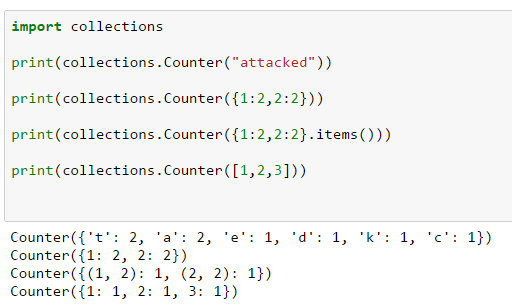 import collections
print(collections.Counter("attacked"))
print(collections.Counter({1:2,2:2}))
print(collections.Counter({1:2,2:2}.items()))
print(collections.Counter([1,2,3]))
Counter({'t': 2, 'a': 2, 'e': 1, 'd': 1, 'k': 1, 'c': 1})
Counter({1: 2, 2: 2})
Counter({(1, 2): 1, (2, 2): 1})
Counter({1: 1, 2: 1, 3: 1})